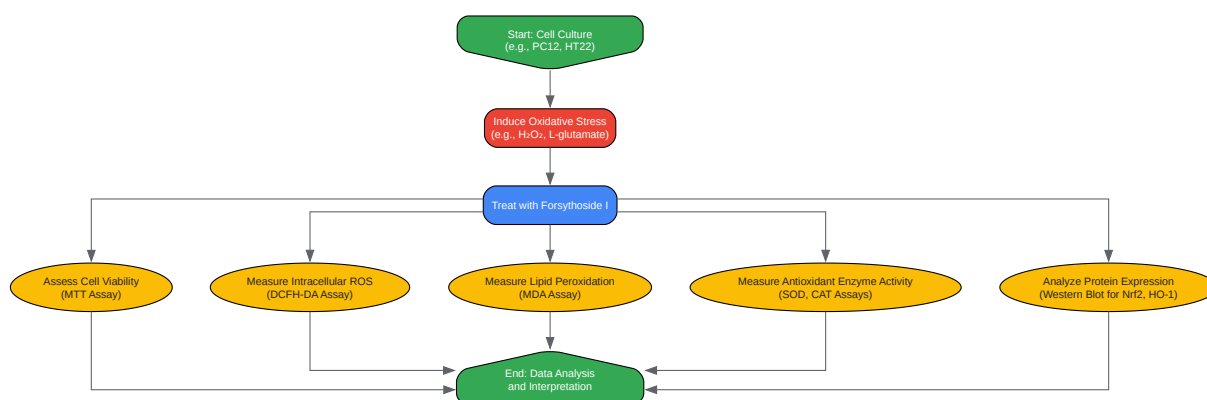 Start: Cell Culture
(e.g., PC12, HT22)
Induce Oxidative Stress
(e.g., H₂O₂, L-glutamate)
Treat with Forsythoside I
Assess Cell Viability
(MTT Assay)
Measure Intracellular ROS
(DCFH-DA Assay)
Measure Lipid Peroxidation
(MDA Assay)
Measure Antioxidant Enzyme Activity
(SOD, CAT Assays)
Analyze Protein Expression
(Western Blot for Nrf2, HO-1)
End: Data Analysis
and Interpretation